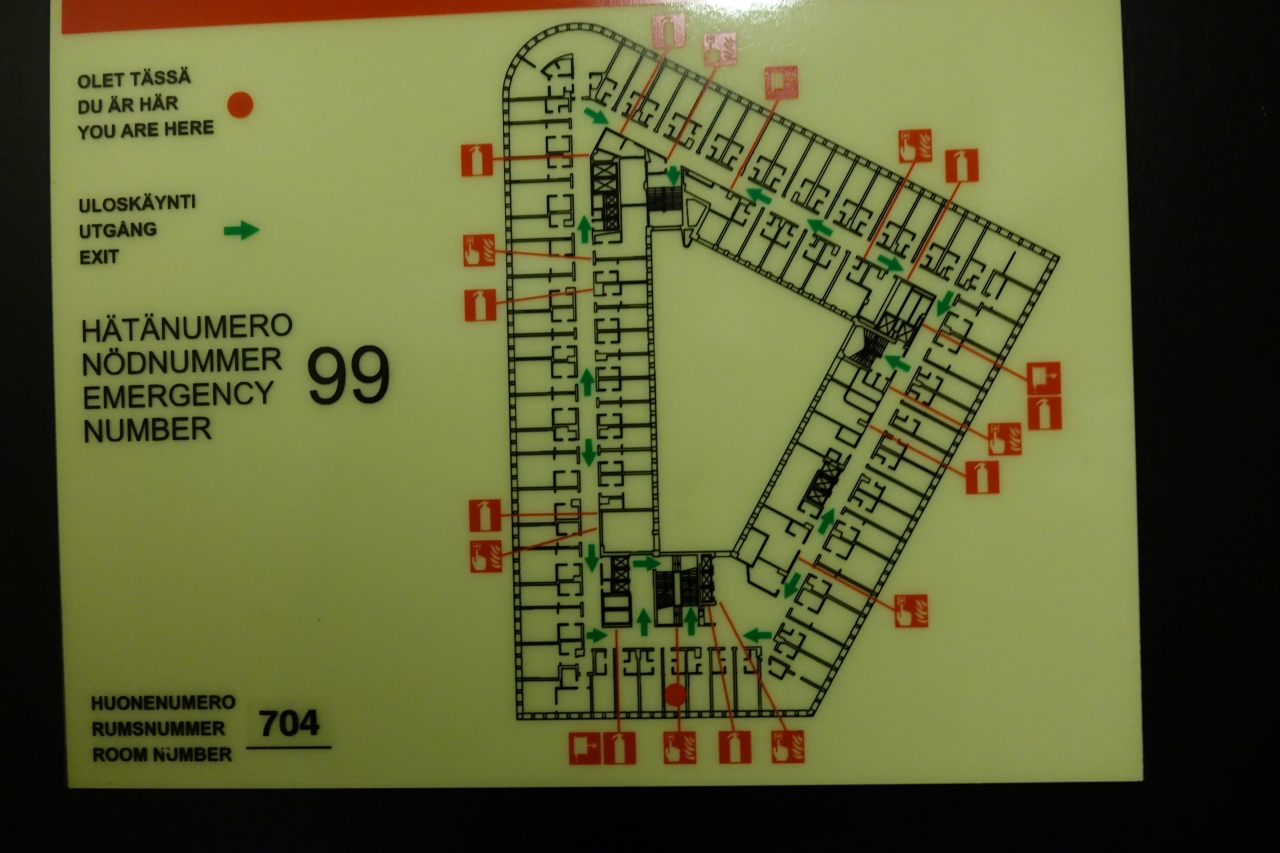 OLET TÄSSÄ
DU ÄR HÄR
YOU ARE HERE
ULOSKÄYNTI
UTGÅNG
EXIT
HÄTÄNUMERO
NÖDNUMMER
EMERGENCY
NUMBER
99
HUONENUMERO
RUMSNUMMER
ROOM NUMBER
704